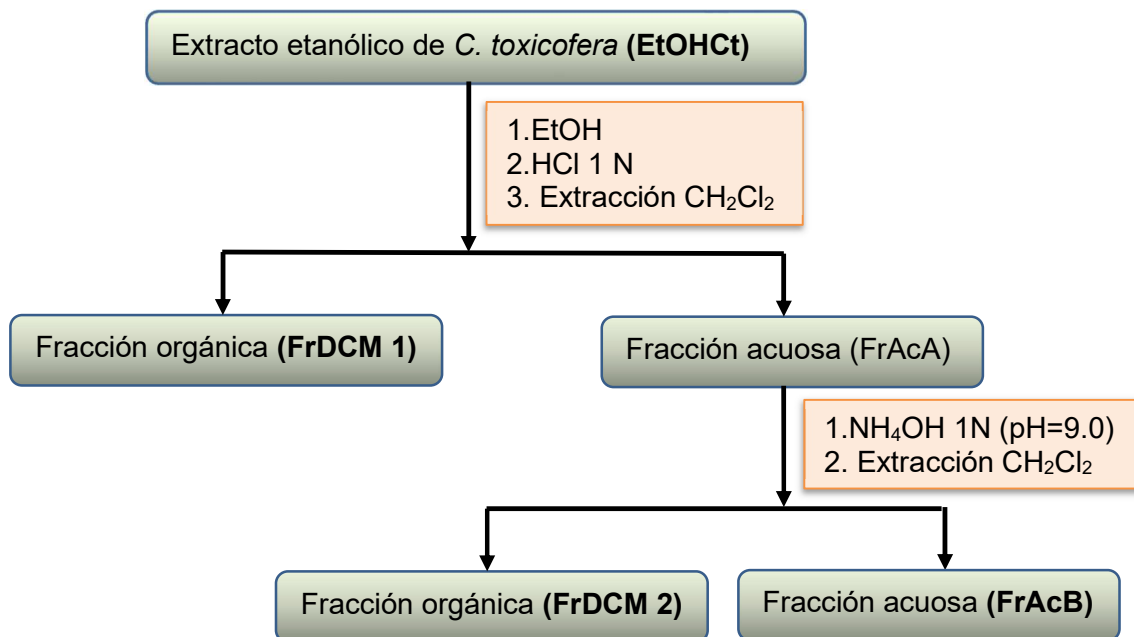 Extracto etanólico de C. toxicofera (EtOHCt)
1.EtOH
2.HCl 1 N
3. Extracción CH₂Cl₂
Fracción orgánica (FrDCM 1)
Fracción acuosa (FrAcA)
1.NH₄OH 1N (pH=9.0)
2. Extracción CH₂Cl₂
Fracción orgánica (FrDCM 2)
Fracción acuosa (FrAcB)